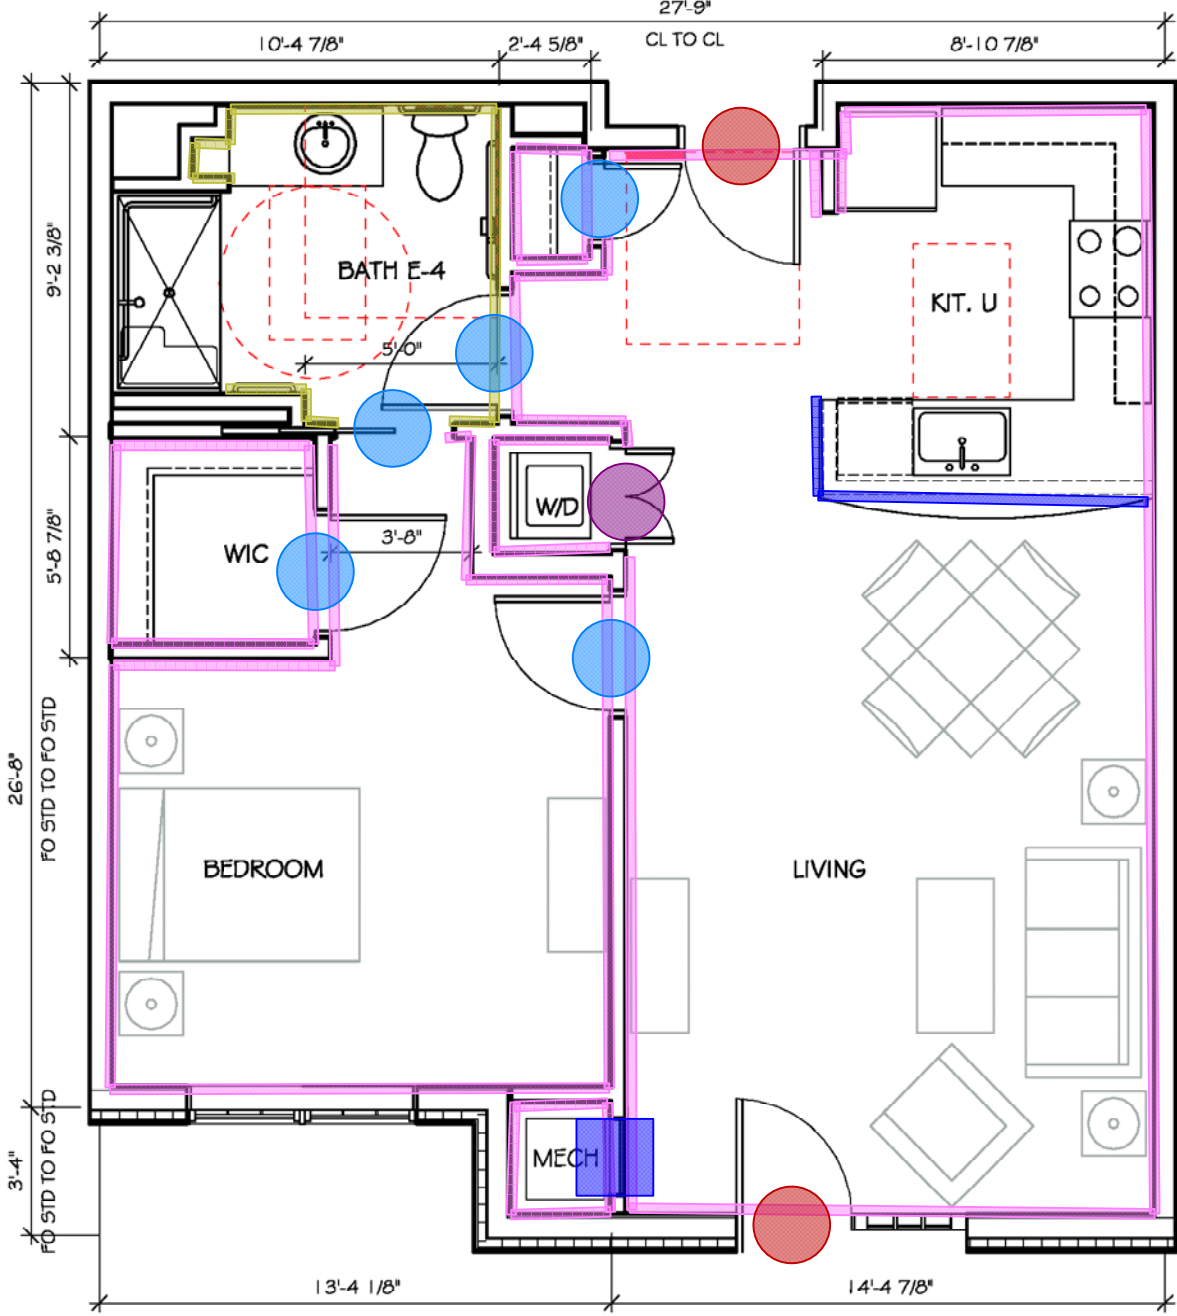 27'-9"
CL TO CL
10'-4 7/8"
2'-4 5/8"
8'-10 7/8"
9'-2 3/8"
BATH E-4
KIT. U
5'-0"
W/D
WIC
3'-8"
5'-8 7/8"
26'-8"
FO STD TO FO STD
BEDROOM
LIVING
3'-4"
FO STD TO FO STD
MECH
13'-4 1/8"
14'-4 7/8"